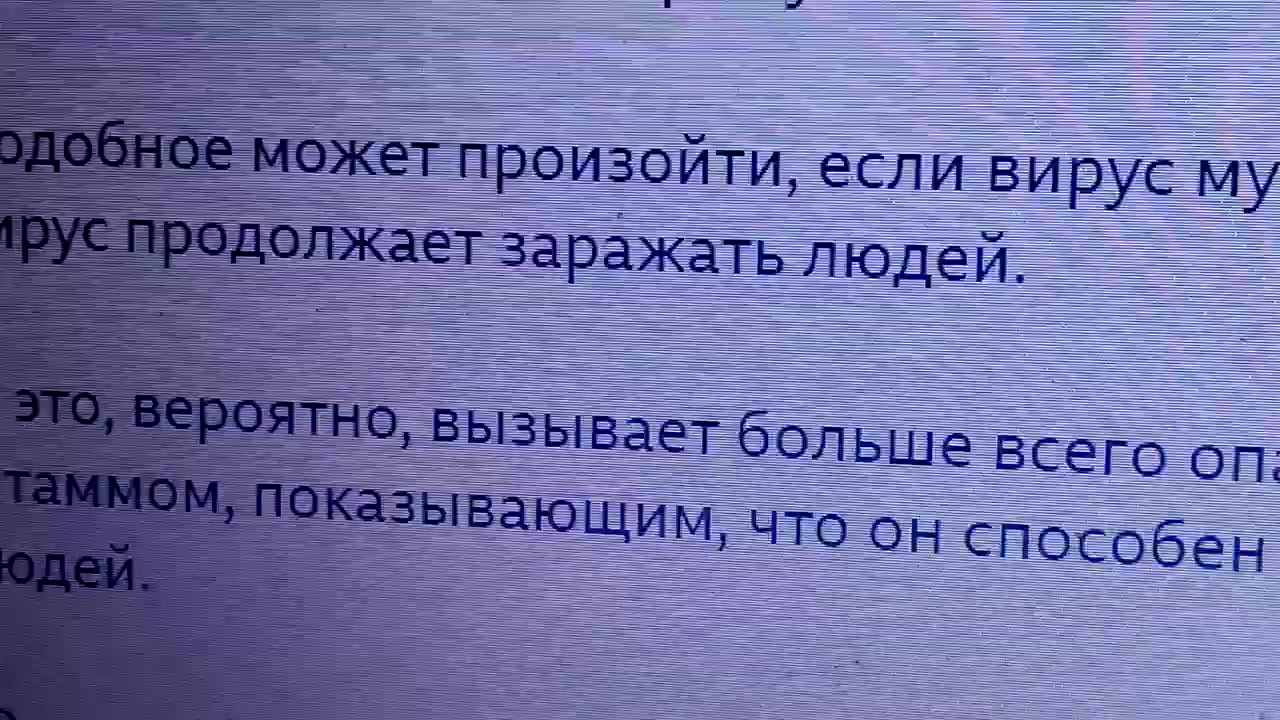 одобное может произойти, если вирус му
ирус продолжает заражать людей.
это, вероятно, вызывает больше всего опа
таммом, показывающим, что он способен
юдей.